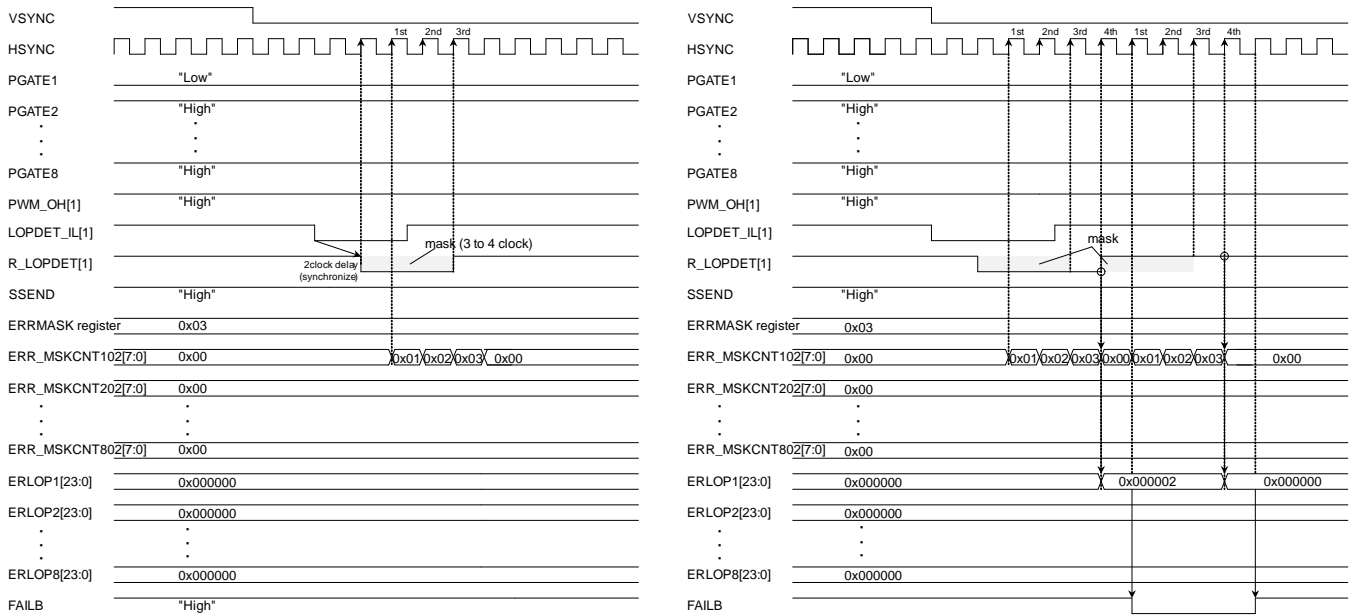 VSYNC
HSYNC
1st 2nd 3rd
PGATE1 "Low"
PGATE2 "High"
PGATE8 "High"
PWM_OH[1] "High"
LOPDET_IL[1]
mask (3 to 4 clock)
R_LOPDET[1]
2clock delay
(synchronize)
SSEND "High"
ERRMASK register 0x03
ERR_MSKCNT102[7:0] 0x00 0x01 0x02 0x03 0x00
ERR_MSKCNT202[7:0] 0x00
ERR_MSKCNT802[7:0] 0x00
ERLOP1[23:0] 0x000000
ERLOP2[23:0] 0x000000
ERLOP8[23:0] 0x000000
FAILB "High"
VSYNC
HSYNC
1st 2nd 3rd 4th 1st 2nd 3rd 4th
PGATE1 "Low"
PGATE2 "High"
PGATE8 "High"
PWM_OH[1] "High"
LOPDET_IL[1]
mask
R_LOPDET[1]
SSEND "High"
ERRMASK register 0x03
ERR_MSKCNT102[7:0] 0x00 0x01 0x02 0x03 0x00 0x01 0x02 0x03 0x00
ERR_MSKCNT202[7:0] 0x00
ERR_MSKCNT802[7:0] 0x00
ERLOP1[23:0] 0x000000 0x000002 0x000000
ERLOP2[23:0] 0x000000
ERLOP8[23:0] 0x000000
FAILB